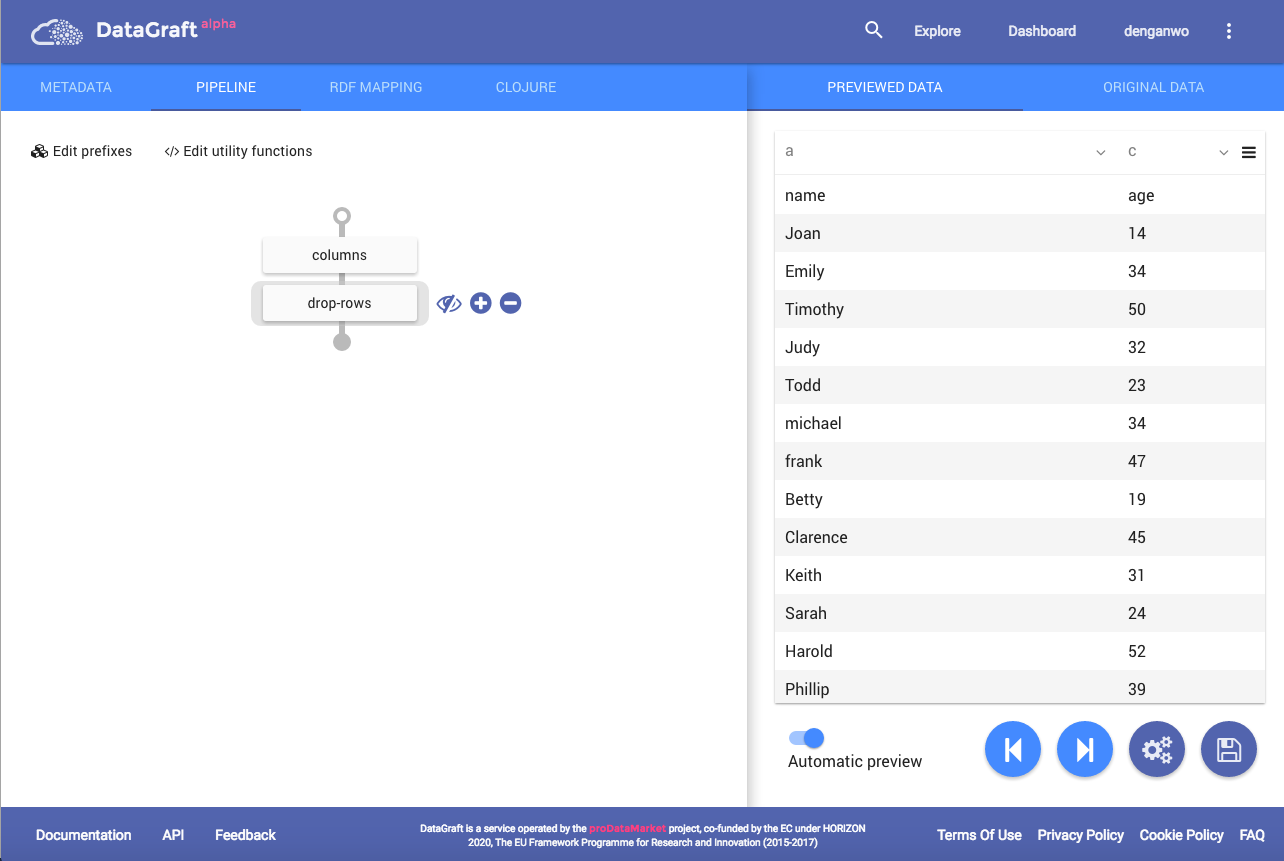 DataGraft alpha
Explore Dashboard denganwo
METADATA PIPELINE RDF MAPPING CLOJURE
PREVIEWED DATA ORIGINAL DATA
Edit prefixes </> Edit utility functions
columns
drop-rows
a c
name age
Joan 14
Emily 34
Timothy 50
Judy 32
Todd 23
michael 34
frank 47
Betty 19
Clarence 45
Keith 31
Sarah 24
Harold 52
Phillip 39
Automatic preview
Documentation API Feedback
DataGraft is a service operated by the proDataMarket project, co-funded by the EC under HORIZON
2020, The EU Framework Programme for Research and Innovation (2015-2017)
Terms Of Use Privacy Policy Cookie Policy FAQ